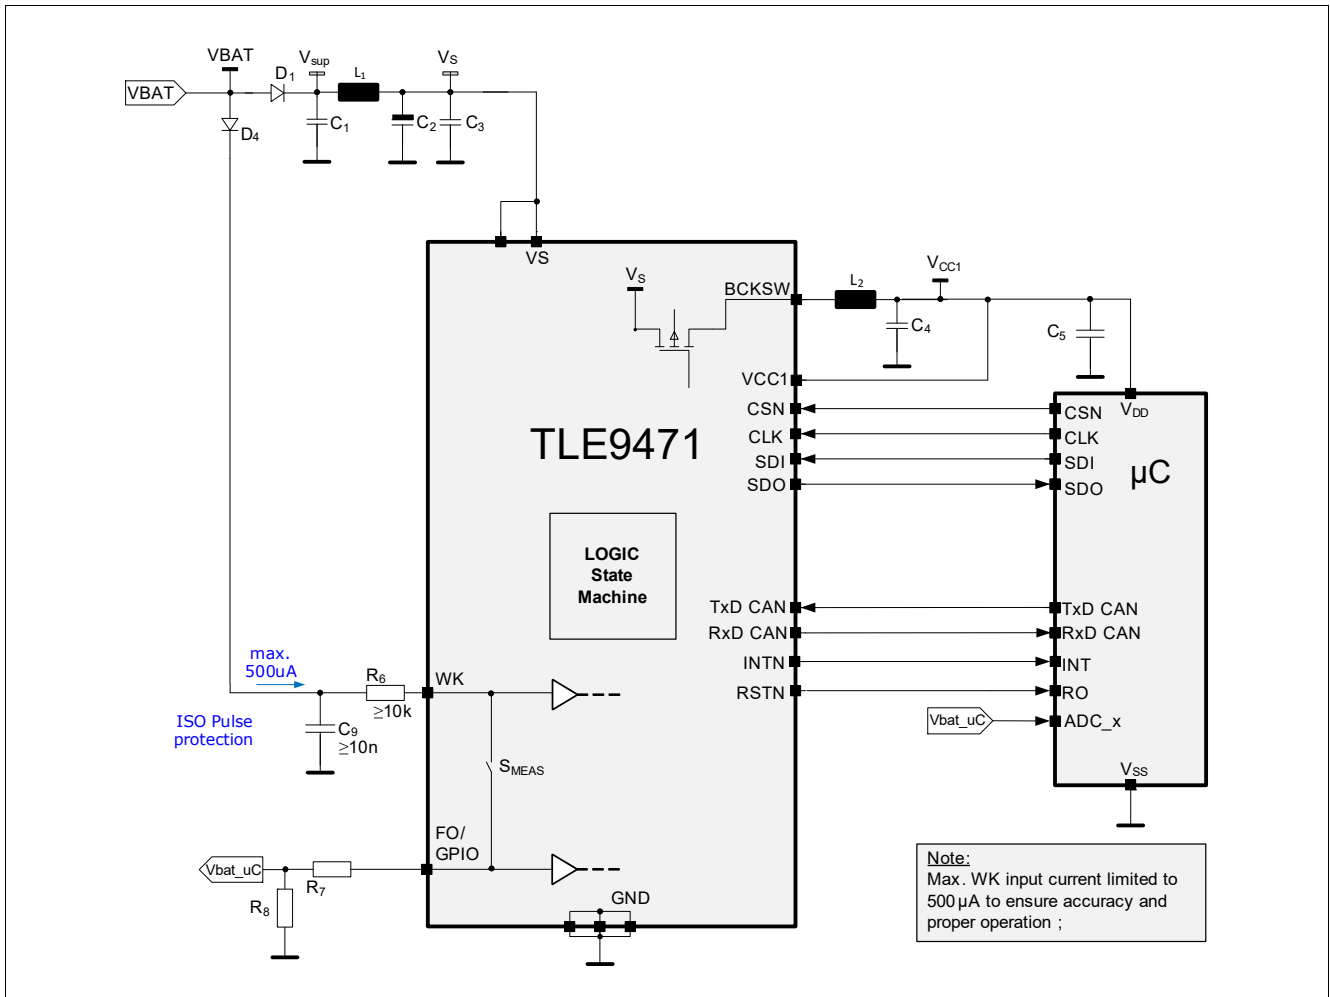 VBAT
VBAT
D1
Vsup
L1
VS
D4
C1
C2
C3
VS
VS
BCKSW
L2
VCC1
C4
C5
VCC1
CSN
CLK
SDI
SDO
TLE9471
VDD
CSN
CLK
SDI
SDO
µC
LOGIC
State
Machine
TxD CAN
RxD CAN
INTN
RSTN
TxD CAN
RxD CAN
INT
RO
Vbat_uC
ADC_x
VSS
max.
500uA
R6
≥10k
WK
ISO Pulse
protection
C9
≥10n
SMEAS
FO/
GPIO
Vbat_uC
R7
R8
GND
Note:
Max. WK input current limited to
500 µA to ensure accuracy and
proper operation ;